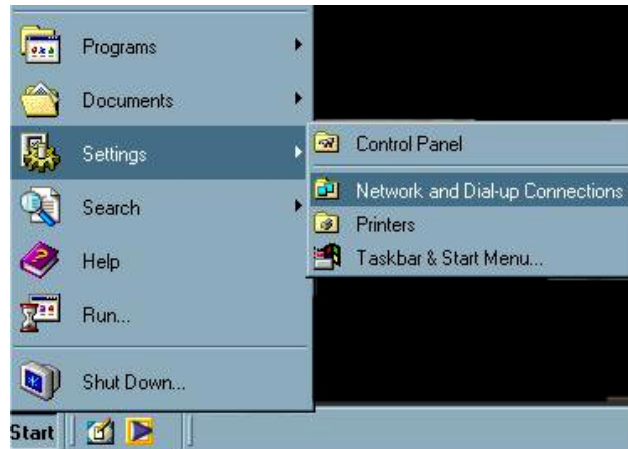 Programs
Documents
Settings
Search
Help
Run...
Shut Down...
Control Panel
Network and Dial-up Connections
Printers
Taskbar & Start Menu...
Start